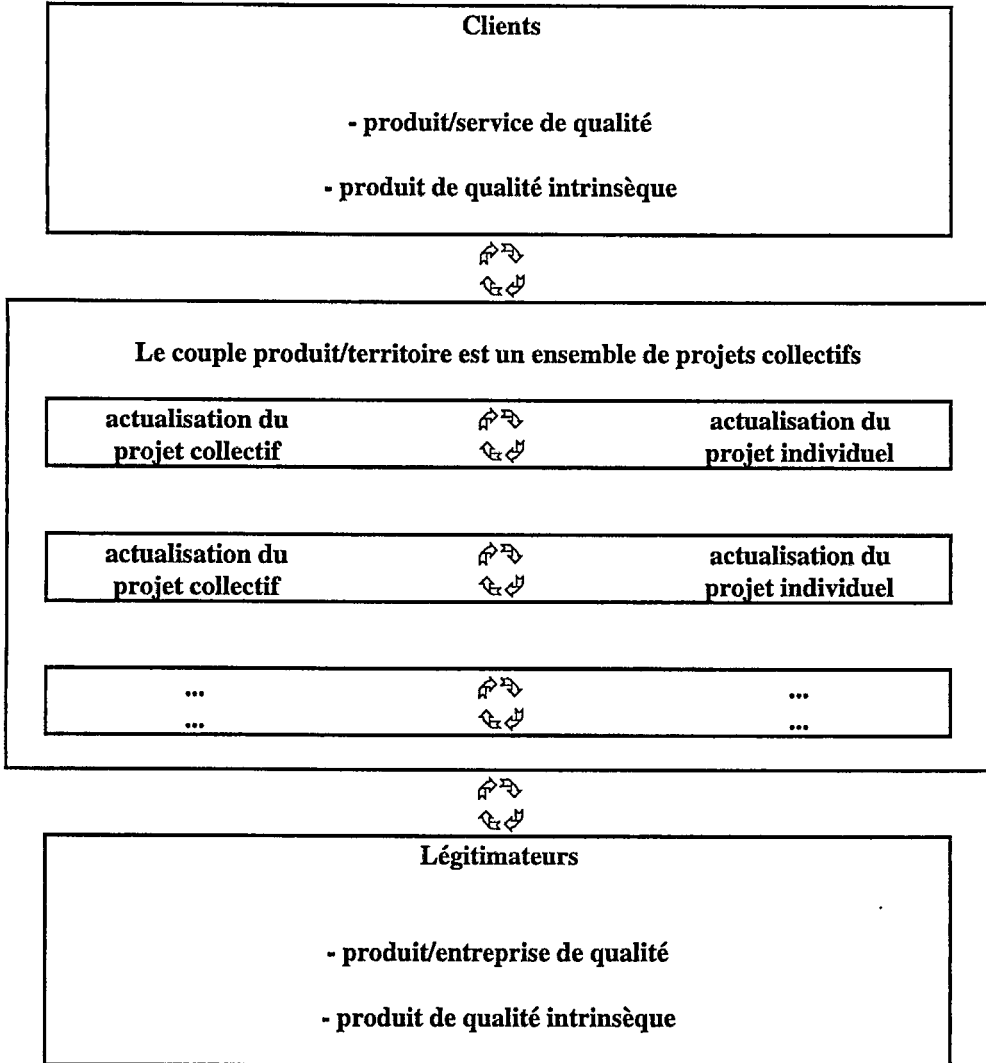 Clients
- produit/service de qualité
- produit de qualité intrinsèque
Le couple produit/territoire est un ensemble de projets collectifs
actualisation du actualisation du
projet collectif projet individuel
actualisation du actualisation du
projet collectif projet individuel
... ...
... ...
Légitimateurs
- produit/entreprise de qualité
- produit de qualité intrinsèque